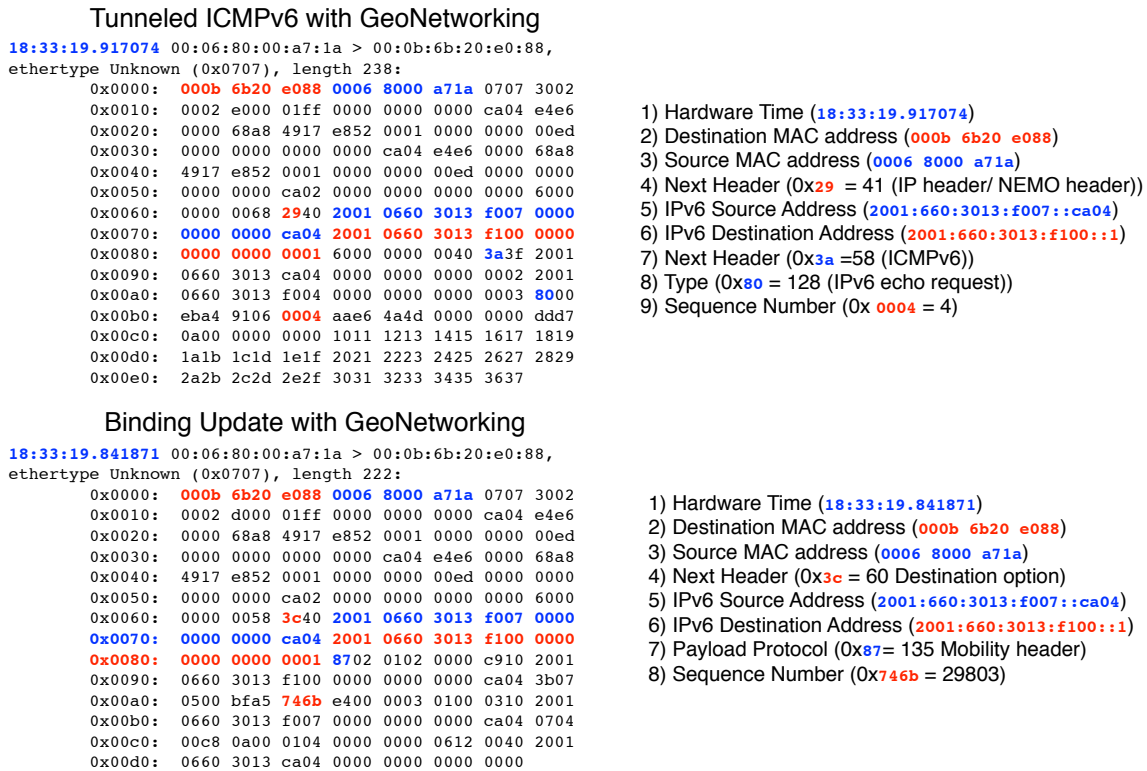 Tunneled ICMPv6 with GeoNetworking
18:33:19.917074 00:06:80:00:a7:1a > 00:0b:6b:20:e0:88,
ethertype Unknown (0x0707), length 238:
0x0000: 000b 6b20 e088 0006 8000 a71a 0707 3002
0x0010: 0002 e000 01ff 0000 0000 0000 ca04 e4e6
0x0020: 0000 68a8 4917 e852 0001 0000 0000 00ed
0x0030: 0000 0000 0000 0000 ca04 e4e6 0000 68a8
0x0040: 4917 e852 0001 0000 0000 00ed 0000 0000
0x0050: 0000 0000 ca02 0000 0000 0000 0000 6000
0x0060: 0000 0068 2940 2001 0660 3013 f007 0000
0x0070: 0000 0000 ca04 2001 0660 3013 f100 0000
0x0080: 0000 0000 0001 6000 0000 0040 3a3f 2001
0x0090: 0660 3013 ca04 0000 0000 0000 0002 2001
0x00a0: 0660 3013 f004 0000 0000 0000 0003 8000
0x00b0: eba4 9106 0004 aae6 4a4d 0000 0000 ddd7
0x00c0: 0a00 0000 0000 1011 1213 1415 1617 1819
0x00d0: 1a1b 1c1d 1e1f 2021 2223 2425 2627 2829
0x00e0: 2a2b 2c2d 2e2f 3031 3233 3435 3637
1) Hardware Time (18:33:19.917074)
2) Destination MAC address (000b 6b20 e088)
3) Source MAC address (0006 8000 a71a)
4) Next Header (0x29 = 41 (IP header/ NEMO header))
5) IPv6 Source Address (2001:660:3013:f007::ca04)
6) IPv6 Destination Address (2001:660:3013:f100::1)
7) Next Header (0x3a =58 (ICMPv6))
8) Type (0x80 = 128 (IPv6 echo request))
9) Sequence Number (0x 0004 = 4)
Binding Update with GeoNetworking
18:33:19.841871 00:06:80:00:a7:1a > 00:0b:6b:20:e0:88,
ethertype Unknown (0x0707), length 222:
0x0000: 000b 6b20 e088 0006 8000 a71a 0707 3002
0x0010: 0002 d000 01ff 0000 0000 0000 ca04 e4e6
0x0020: 0000 68a8 4917 e852 0001 0000 0000 00ed
0x0030: 0000 0000 0000 0000 ca04 e4e6 0000 68a8
0x0040: 4917 e852 0001 0000 0000 00ed 0000 0000
0x0050: 0000 0000 ca02 0000 0000 0000 0000 6000
0x0060: 0000 0058 3c40 2001 0660 3013 f007 0000
0x0070: 0000 0000 ca04 2001 0660 3013 f100 0000
0x0080: 0000 0000 0001 8702 0102 0000 c910 2001
0x0090: 0660 3013 f100 0000 0000 0000 ca04 3b07
0x00a0: 0500 bfa5 746b e400 0003 0100 0310 2001
0x00b0: 0660 3013 f007 0000 0000 0000 ca04 0704
0x00c0: 00c8 0a00 0104 0000 0000 0612 0040 2001
0x00d0: 0660 3013 ca04 0000 0000 0000 0000
1) Hardware Time (18:33:19.841871)
2) Destination MAC address (000b 6b20 e088)
3) Source MAC address (0006 8000 a71a)
4) Next Header (0x3c = 60 Destination option)
5) IPv6 Source Address (2001:660:3013:f007::ca04)
6) IPv6 Destination Address (2001:660:3013:f100::1)
7) Payload Protocol (0x87= 135 Mobility header)
8) Sequence Number (0x746b = 29803)